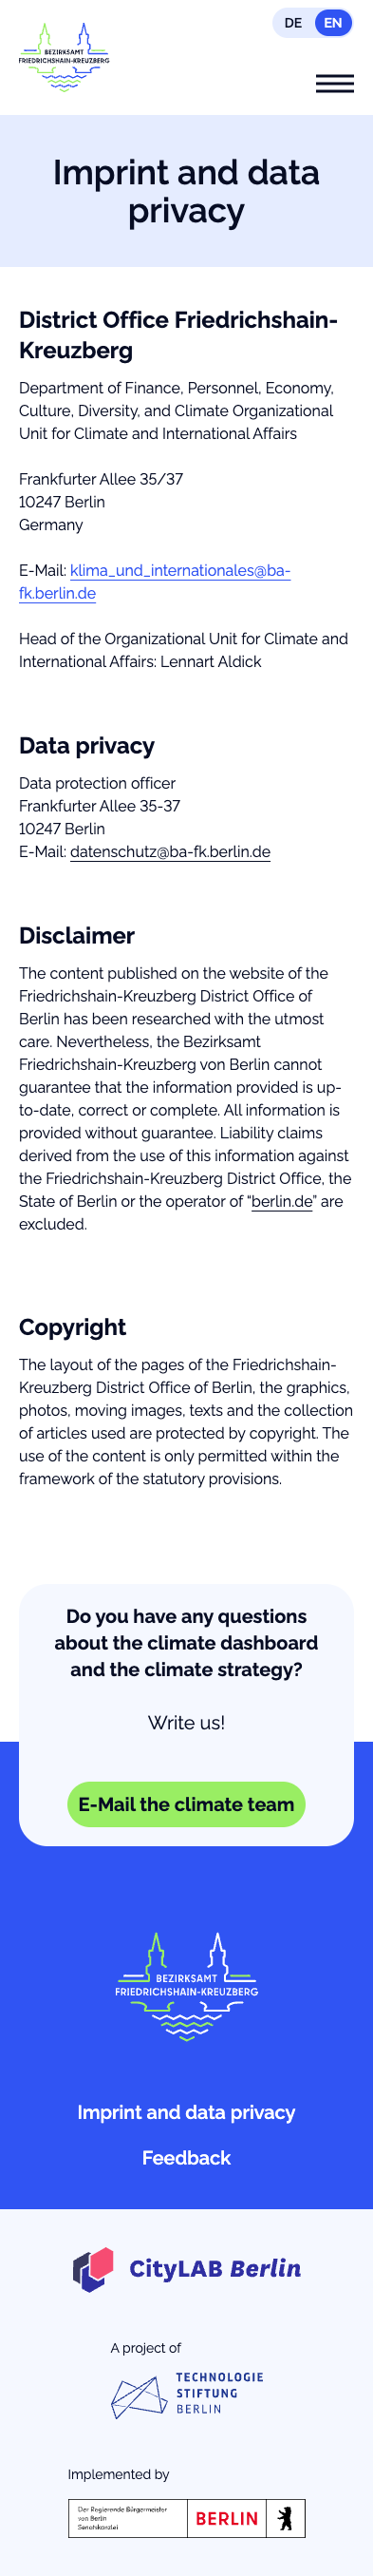 DE EN
BEZIRKSAMT
FRIEDRICHSHAIN-KREUZBERG
Imprint and data
privacy
District Office Friedrichshain-
Kreuzberg
Department of Finance, Personnel, Economy,
Culture, Diversity, and Climate Organizational
Unit for Climate and International Affairs
Frankfurter Allee 35/37
10247 Berlin
Germany
E-Mail: klima_und_internationales@ba-
fk.berlin.de
Head of the Organizational Unit for Climate and
International Affairs: Lennart Aldick
Data privacy
Data protection officer
Frankfurter Allee 35-37
10247 Berlin
E-Mail: datenschutz@ba-fk.berlin.de
Disclaimer
The content published on the website of the
Friedrichshain-Kreuzberg District Office of
Berlin has been researched with the utmost
care. Nevertheless, the Bezirksamt
Friedrichshain-Kreuzberg von Berlin cannot
guarantee that the information provided is up-
to-date, correct or complete. All information is
provided without guarantee. Liability claims
derived from the use of this information against
the Friedrichshain-Kreuzberg District Office, the
State of Berlin or the operator of “berlin.de” are
excluded.
Copyright
The layout of the pages of the Friedrichshain-
Kreuzberg District Office of Berlin, the graphics,
photos, moving images, texts and the collection
of articles used are protected by copyright. The
use of the content is only permitted within the
framework of the statutory provisions.
Do you have any questions
about the climate dashboard
and the climate strategy?
Write us!
E-Mail the climate team
BEZIRKSAMT
FRIEDRICHSHAIN-KREUZBERG
Imprint and data privacy
Feedback
CityLAB Berlin
A project of
TECHNOLOGIE
STIFTUNG
BERLIN
Implemented by
Der Regierende Bürgermeister
von Berlin
Senatskanzlei
BERLIN